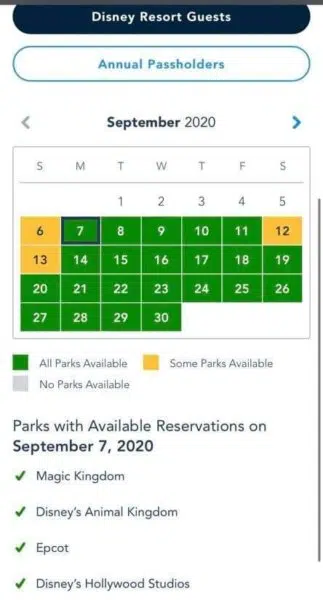 Disney Resort Guests
Annual Passholders
September 2020
S M T W T F S
1 2 3 4 5
6 7 8 9 10 11 12
13 14 15 16 17 18 19
20 21 22 23 24 25 26
27 28 29 30
All Parks Available Some Parks Available
No Parks Available
Parks with Available Reservations on
September 7, 2020
Magic Kingdom
Disney's Animal Kingdom
Epcot
Disney's Hollywood Studios